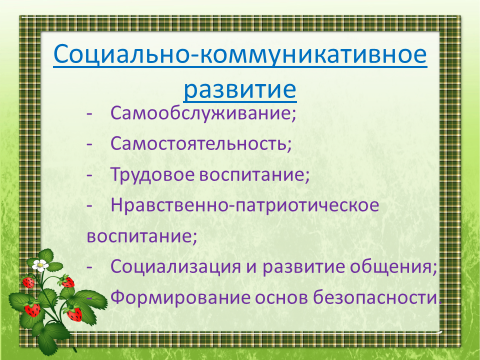 Социально-коммуникативное
развитие
- Самообслуживание;
- Самостоятельность;
- Трудовое воспитание;
- Нравственно-патриотическое
воспитание;
- Социализация и развитие общения;
- Формирование основ безопасности.